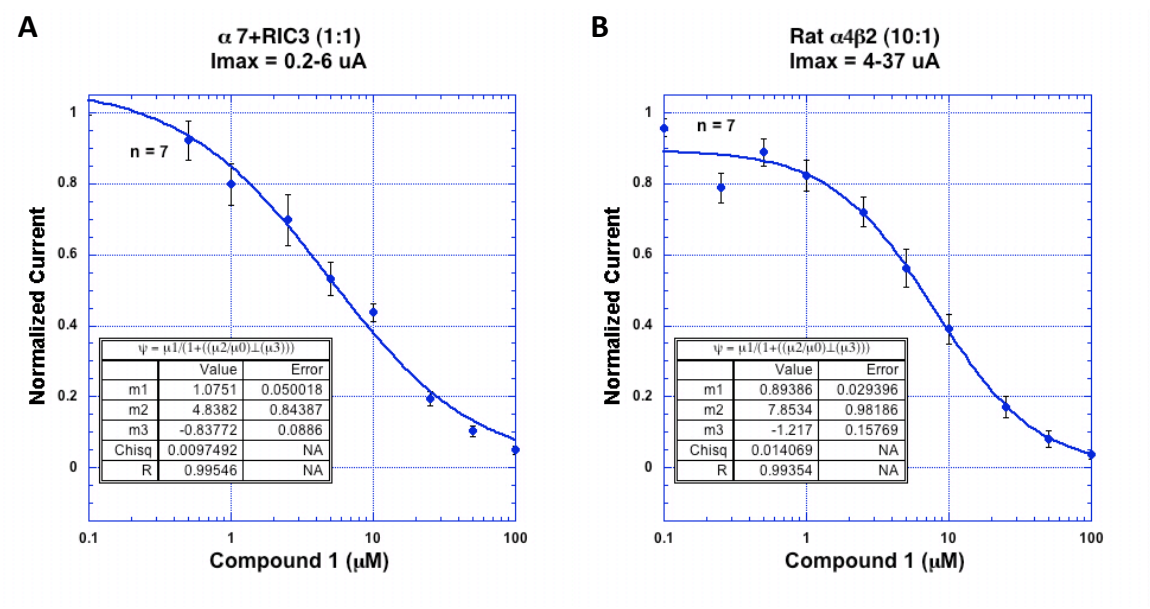 A
α 7+RIC3 (1:1)
Imax = 0.2-6 uA
1
0.8
0.6
0.4
0.2
0
Normalized Current
n = 7
ψ = μ1/(1+((μ2/μ0)⊥(μ3)))
Value Error
m1 1.0751 0.050018
m2 4.8382 0.84387
m3 -0.83772 0.0886
Chisq 0.0097492 NA
R 0.99546 NA
0.1 1 10 100
Compound 1 (μM)
B
Rat α4β2 (10:1)
Imax = 4-37 uA
1
0.8
0.6
0.4
0.2
0
Normalized Current
n = 7
ψ = μ1/(1+((μ2/μ0)⊥(μ3)))
Value Error
m1 0.89386 0.029396
m2 7.8534 0.98186
m3 -1.217 0.15769
Chisq 0.014069 NA
R 0.99354 NA
0.1 1 10 100
Compound 1 (μM)